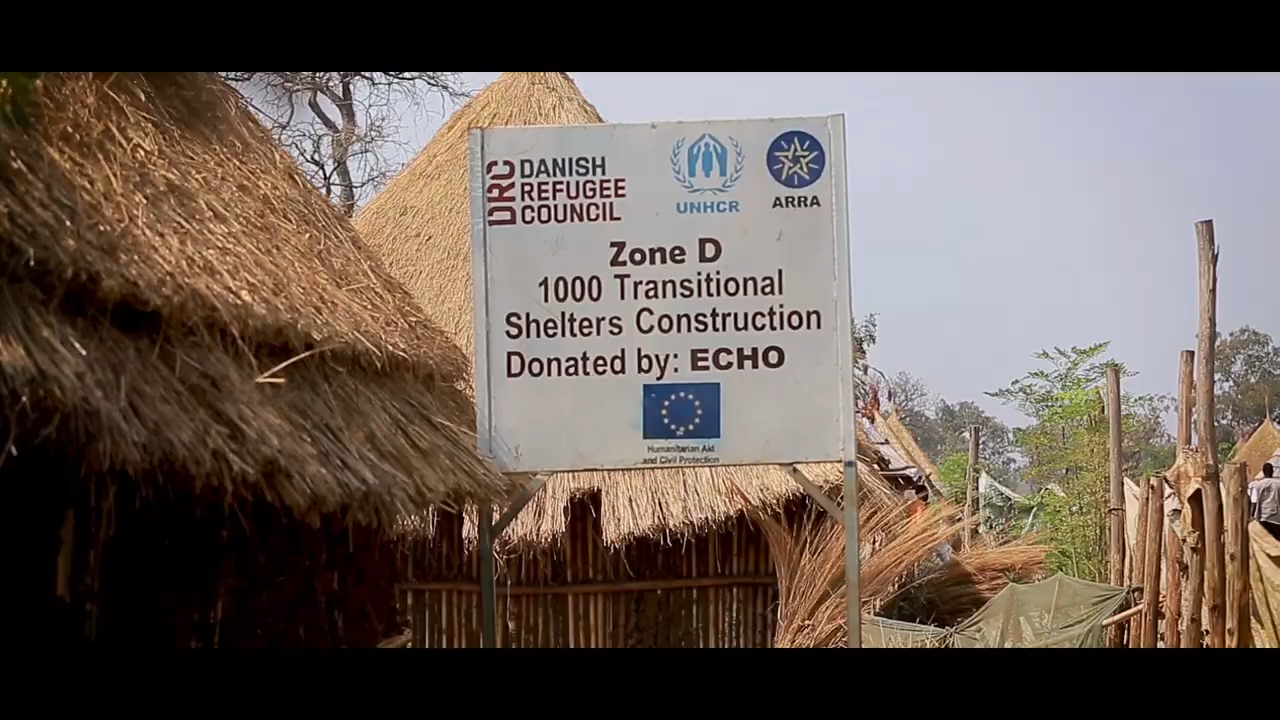 DRC DANISH
REFUGEE
COUNCIL
UNHCR
ARRA
Zone D
1000 Transitional
Shelters Construction
Donated by: ECHO
Humanitarian Aid
and Civil Protection